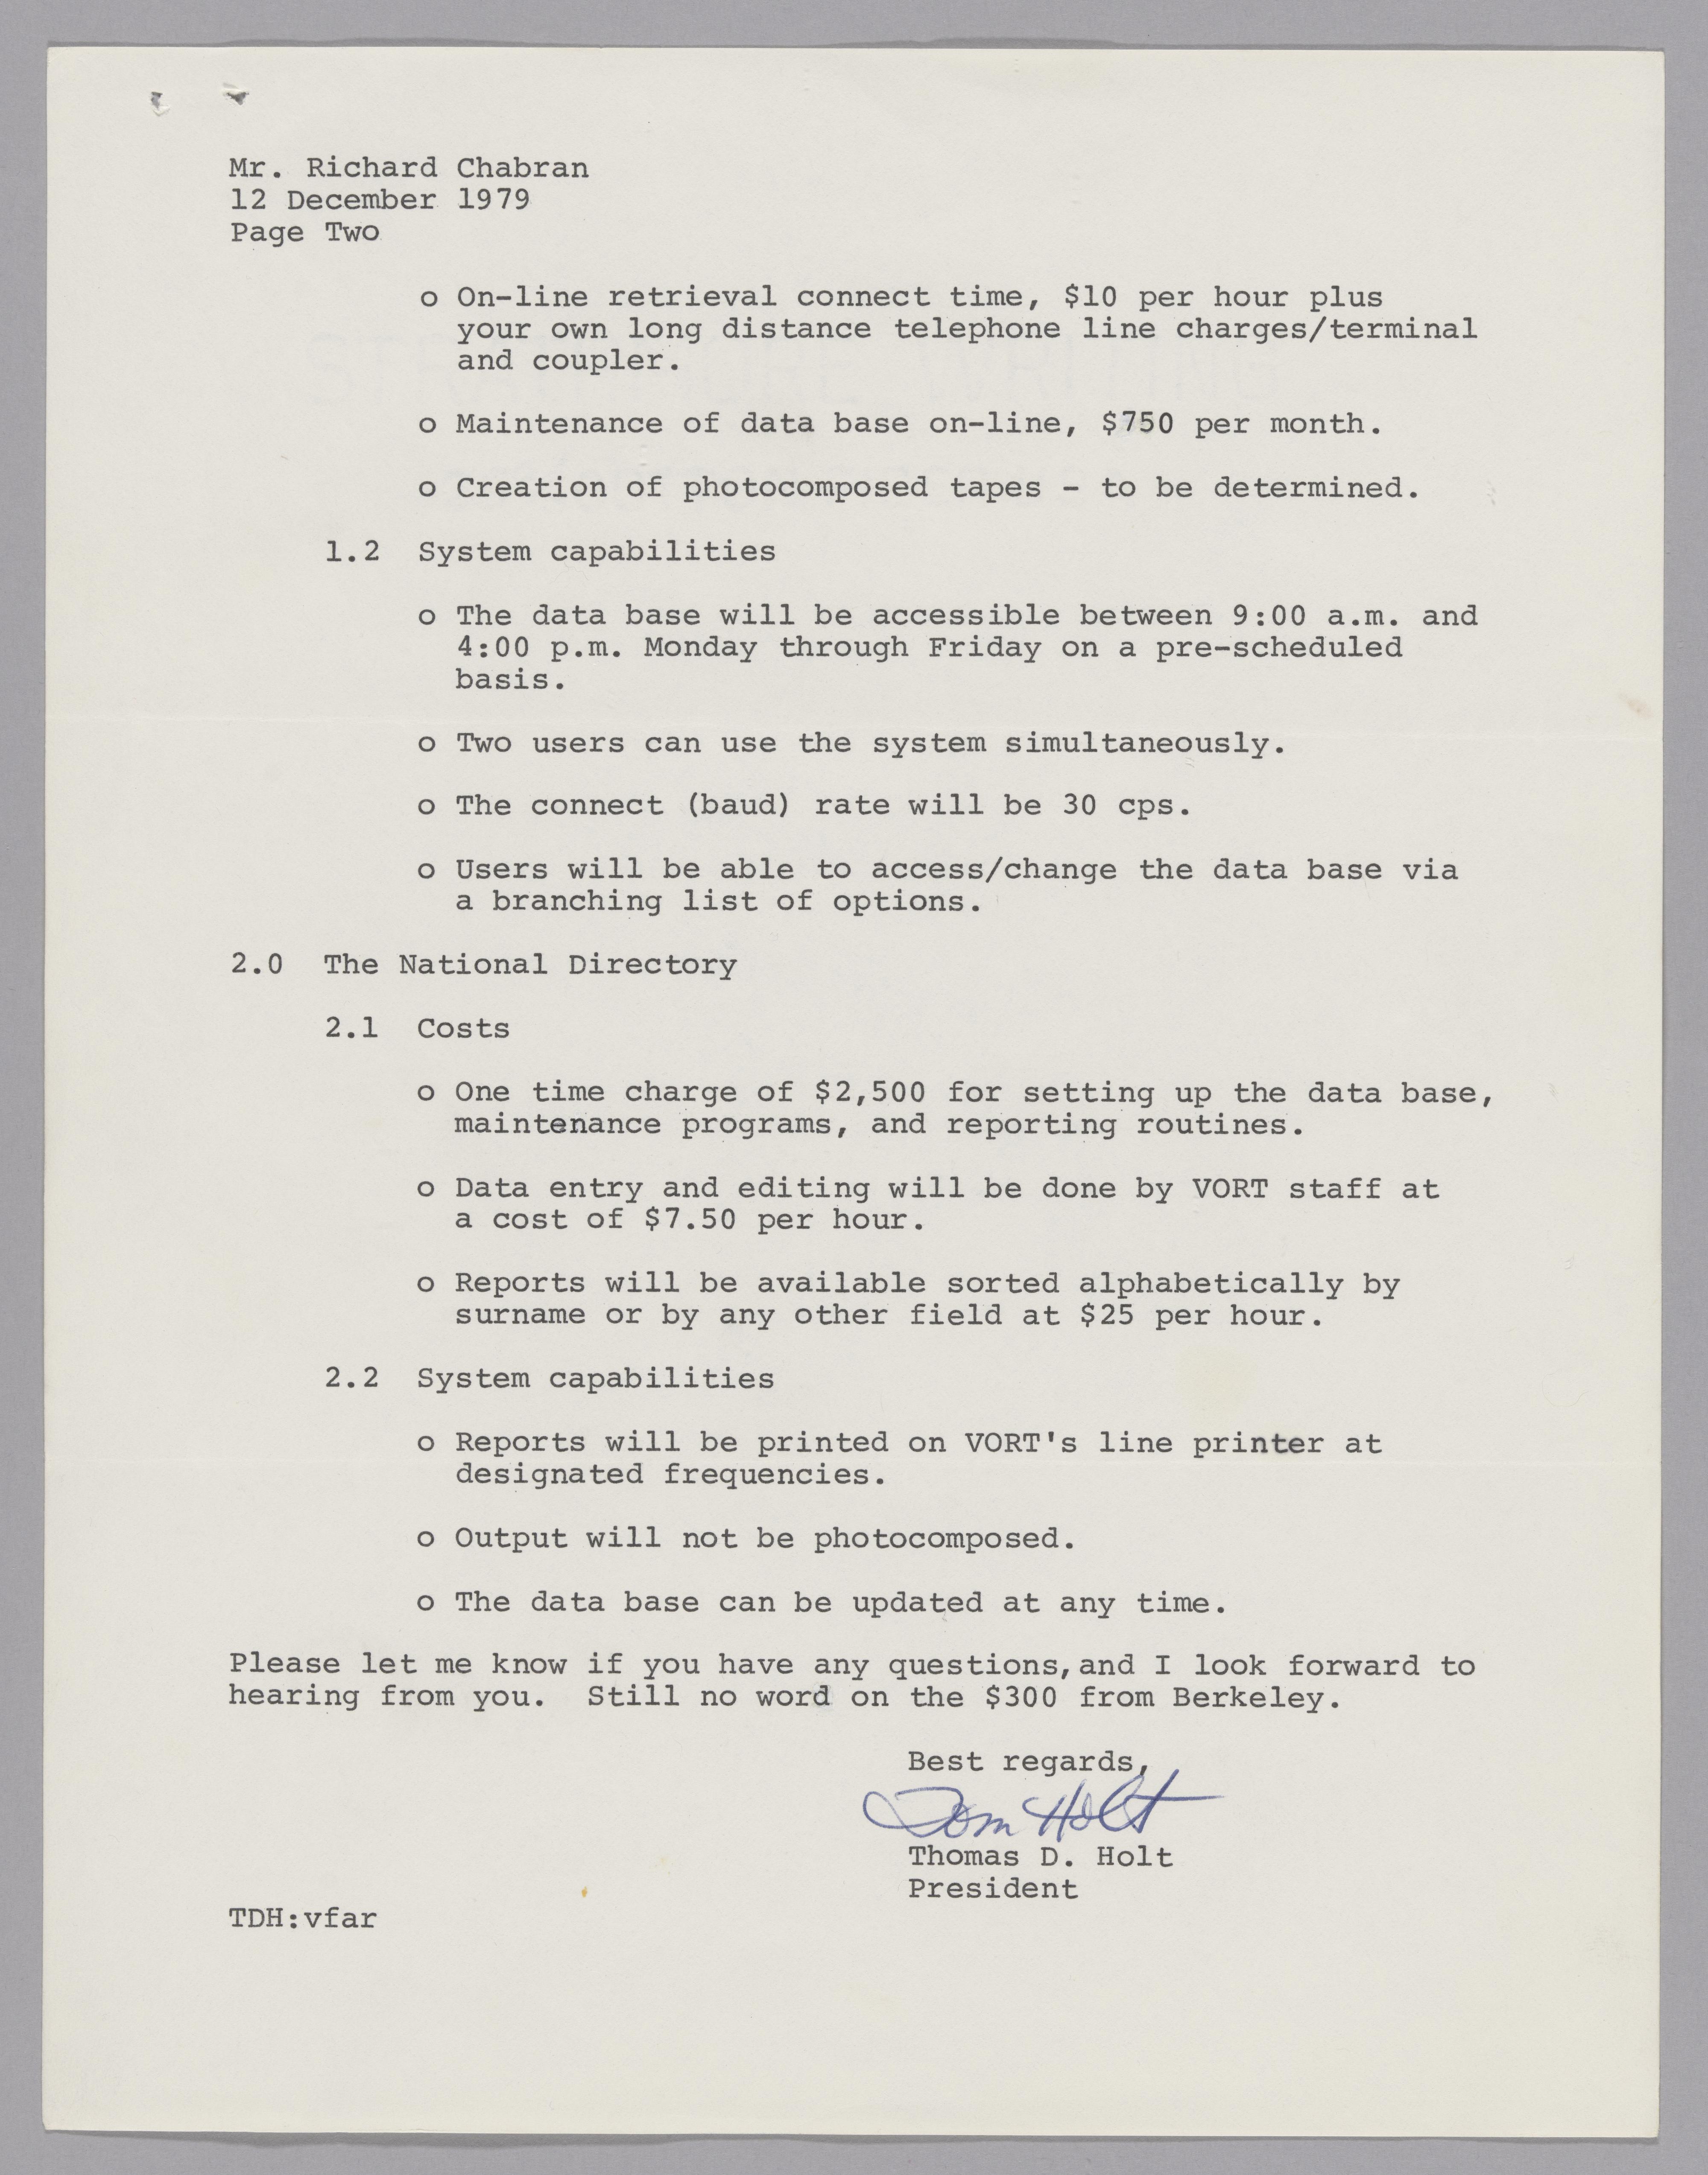 Mr. Richard Chabran
12 December 1979
Page Two
o On-line retrieval connect time, $10 per hour plus
your own long distance telephone line charges/terminal
and coupler.
o Maintenance of data base on-line, $750 per month.
o Creation of photocomposed tapes - to be determined.
1.2 System capabilities
o The data base will be accessible between 9:00 a.m. and
4:00 p.m. Monday through Friday on a pre-scheduled
basis.
o Two users can use the system simultaneously.
o The connect (baud) rate will be 30 cps.
o Users will be able to access/change the data base via
a branching list of options.
2.0 The National Directory
2.1 Costs
o One time charge of $2,500 for setting up the data base,
maintenance programs, and reporting routines.
o Data entry and editing will be done by VORT staff at
a cost of $7.50 per hour.
o Reports will be available sorted alphabetically by
surname or by any other field at $25 per hour.
2.2 System capabilities
o Reports will be printed on VORT's line printer at
designated frequencies.
o Output will not be photocomposed.
o The data base can be updated at any time.
Please let me know if you have any questions,and I look forward to
hearing from you. Still no word on the $300 from Berkeley.
Best regards,
Tom Holt
Thomas D. Holt
President
TDH:vfar